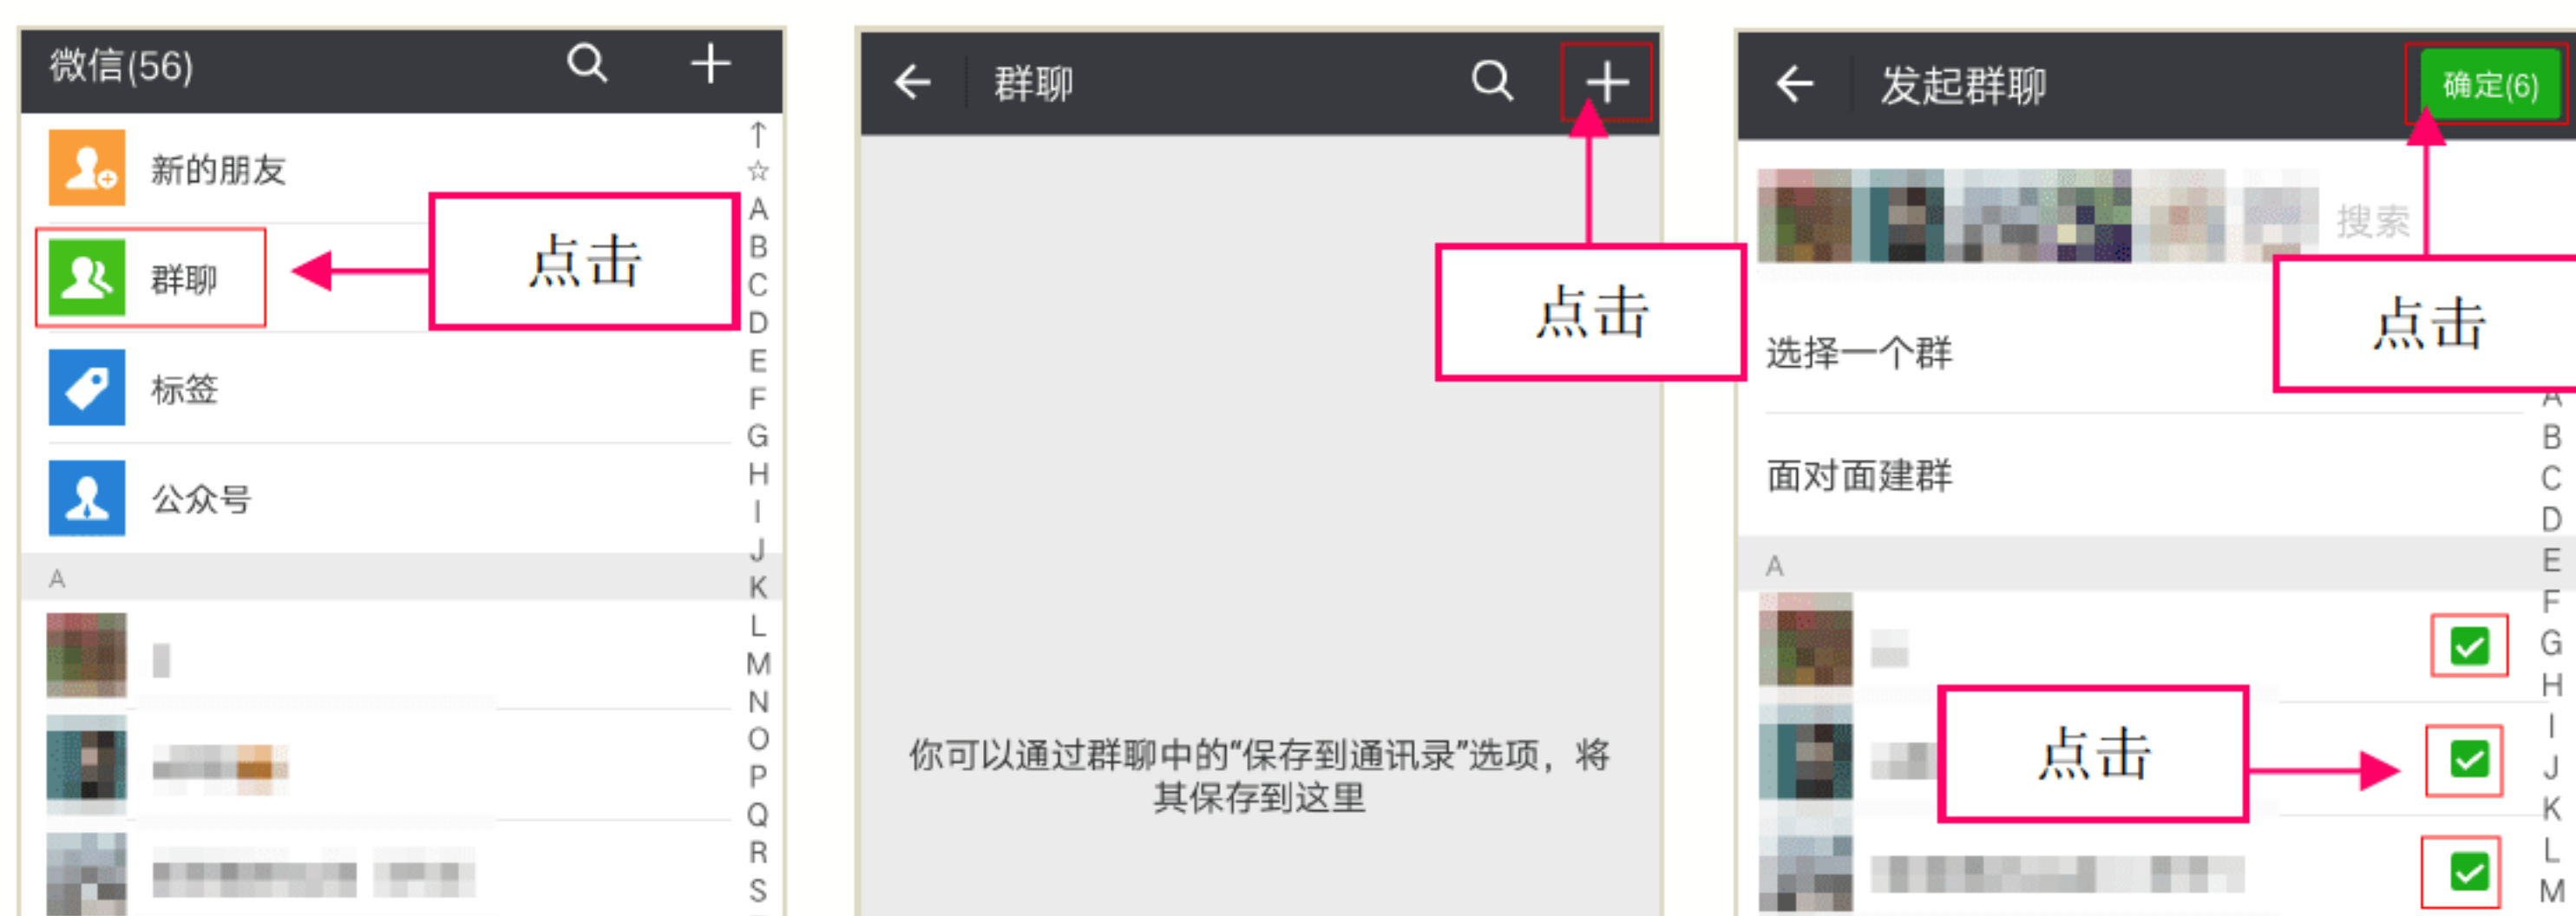 微信(56)
新的朋友
群聊
点击
标签
公众号
A
↑
☆
A
B
C
D
E
F
G
H
I
J
K
L
M
N
O
P
Q
R
S
群聊
点击
你可以通过群聊中的“保存到通讯录”选项，将
其保存到这里
发起群聊
确定(6)
搜索
点击
选择一个群
面对面建群
A
点击
A
B
C
D
E
F
G
H
I
J
K
L
M